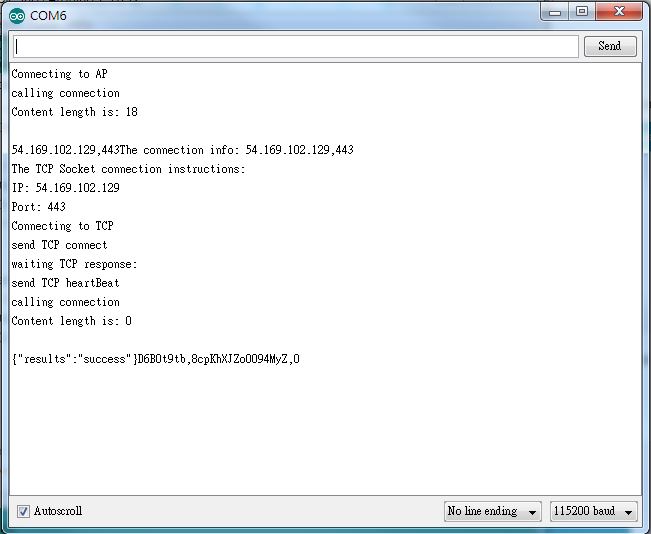 COM6
Send
Connecting to AP
calling connection
Content length is: 18
54.169.102.129,443The connection info: 54.169.102.129,443
The TCP Socket connection instructions:
IP: 54.169.102.129
Port: 443
Connecting to TCP
send TCP connect
waiting TCP response:
send TCP heartBeat
calling connection
Content length is: 0
{"results":"success"}D6B0t9tb,8cpKhXJZo0O94MyZ,0
Autoscroll
No line ending
115200 baud